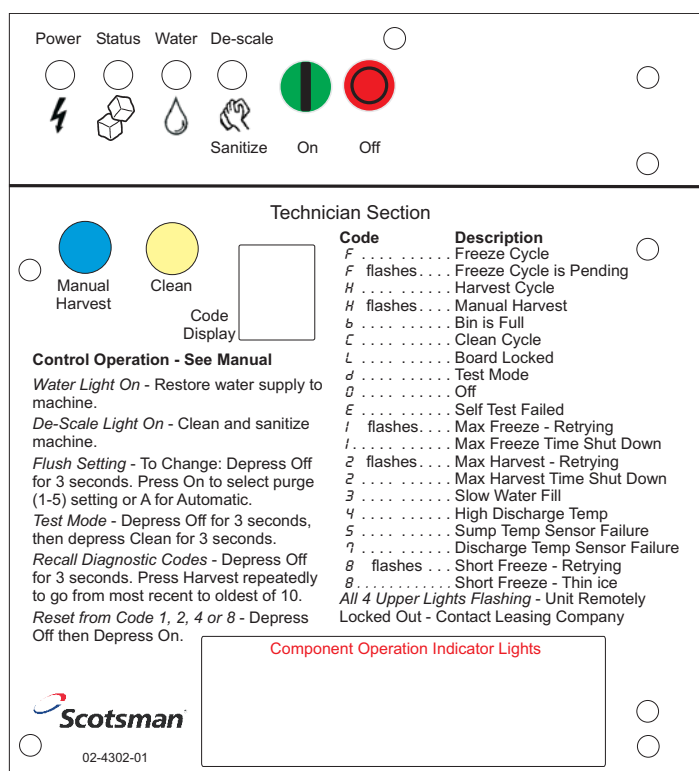 Power Status Water De-scale
Sanitize On Off
Technician Section
Manual
Harvest
Clean
Code
Display
Control Operation - See Manual
Water Light On - Restore water supply to
machine.
De-Scale Light On - Clean and sanitize
machine.
Flush Setting - To Change: Depress Off
for 3 seconds. Press On to select purge
(1-5) setting or A for Automatic.
Test Mode - Depress Off for 3 seconds,
then depress Clean for 3 seconds.
Recall Diagnostic Codes - Depress Off
for 3 seconds. Press Harvest repeatedly
to go from most recent to oldest of 10.
Reset from Code 1, 2, 4 or 8 - Depress
Off then Depress On.
Code Description
F . . . . . . . . . . Freeze Cycle
F flashes . . . . Freeze Cycle is Pending
H . . . . . . . . . . Harvest Cycle
H flashes . . . . Manual Harvest
b . . . . . . . . . . Bin is Full
C . . . . . . . . . . Clean Cycle
L . . . . . . . . . . Board Locked
d . . . . . . . . . . Test Mode
0 . . . . . . . . . . Off
E . . . . . . . . . . Self Test Failed
1 flashes . . . . Max Freeze - Retrying
1 . . . . . . . . . . Max Freeze Time Shut Down
2 flashes . . . . Max Harvest - Retrying
2 . . . . . . . . . . Max Harvest Time Shut Down
3 . . . . . . . . . . Slow Water Fill
4 . . . . . . . . . . High Discharge Temp
5 . . . . . . . . . . Sump Temp Sensor Failure
7 . . . . . . . . . . Discharge Temp Sensor Failure
8 flashes . . . Short Freeze - Retrying
8 . . . . . . . . . . . Short Freeze - Thin ice
All 4 Upper Lights Flashing - Unit Remotely
Locked Out - Contact Leasing Company
Component Operation Indicator Lights
Scotsman
02-4302-01